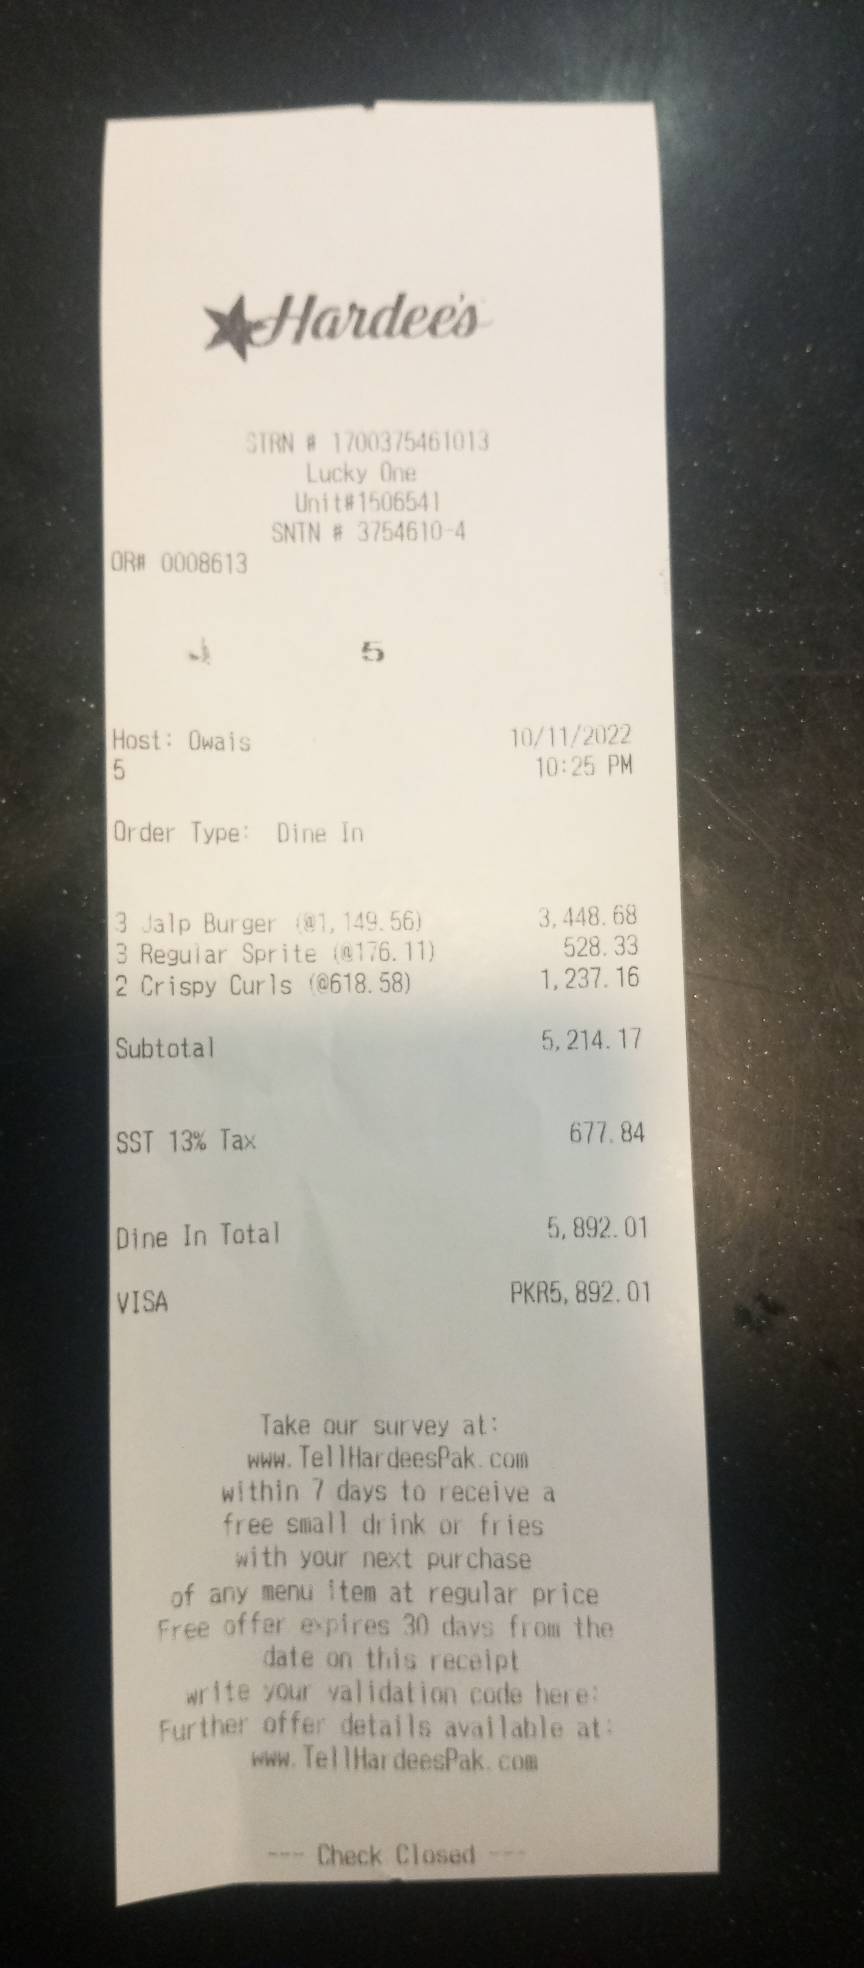 Hardee's
STRN # 1700375461013
Lucky One
Unit#1506541
SNTN # 3754610-4
OR# 0008613
5
Host: Owais 10/11/2022
5 10:25 PM
Order Type: Dine In
3 Jalp Burger (@1,149.56) 3,448.68
3 Regular Sprite (@176.11) 528.33
2 Crispy Curls (@618.58) 1,237.16
Subtotal 5,214.17
SST 13% Tax 677.84
Dine In Total 5,892.01
VISA PKR5,892.01
Take our survey at:
www.TellHardeesPak.com
within 7 days to receive a
free small drink or fries
with your next purchase
of any menu item at regular price
Free offer expires 30 days from the
date on this receipt
write your validation code here:
Further offer details available at:
www.TellHardeesPak.com
--- Check Closed ---